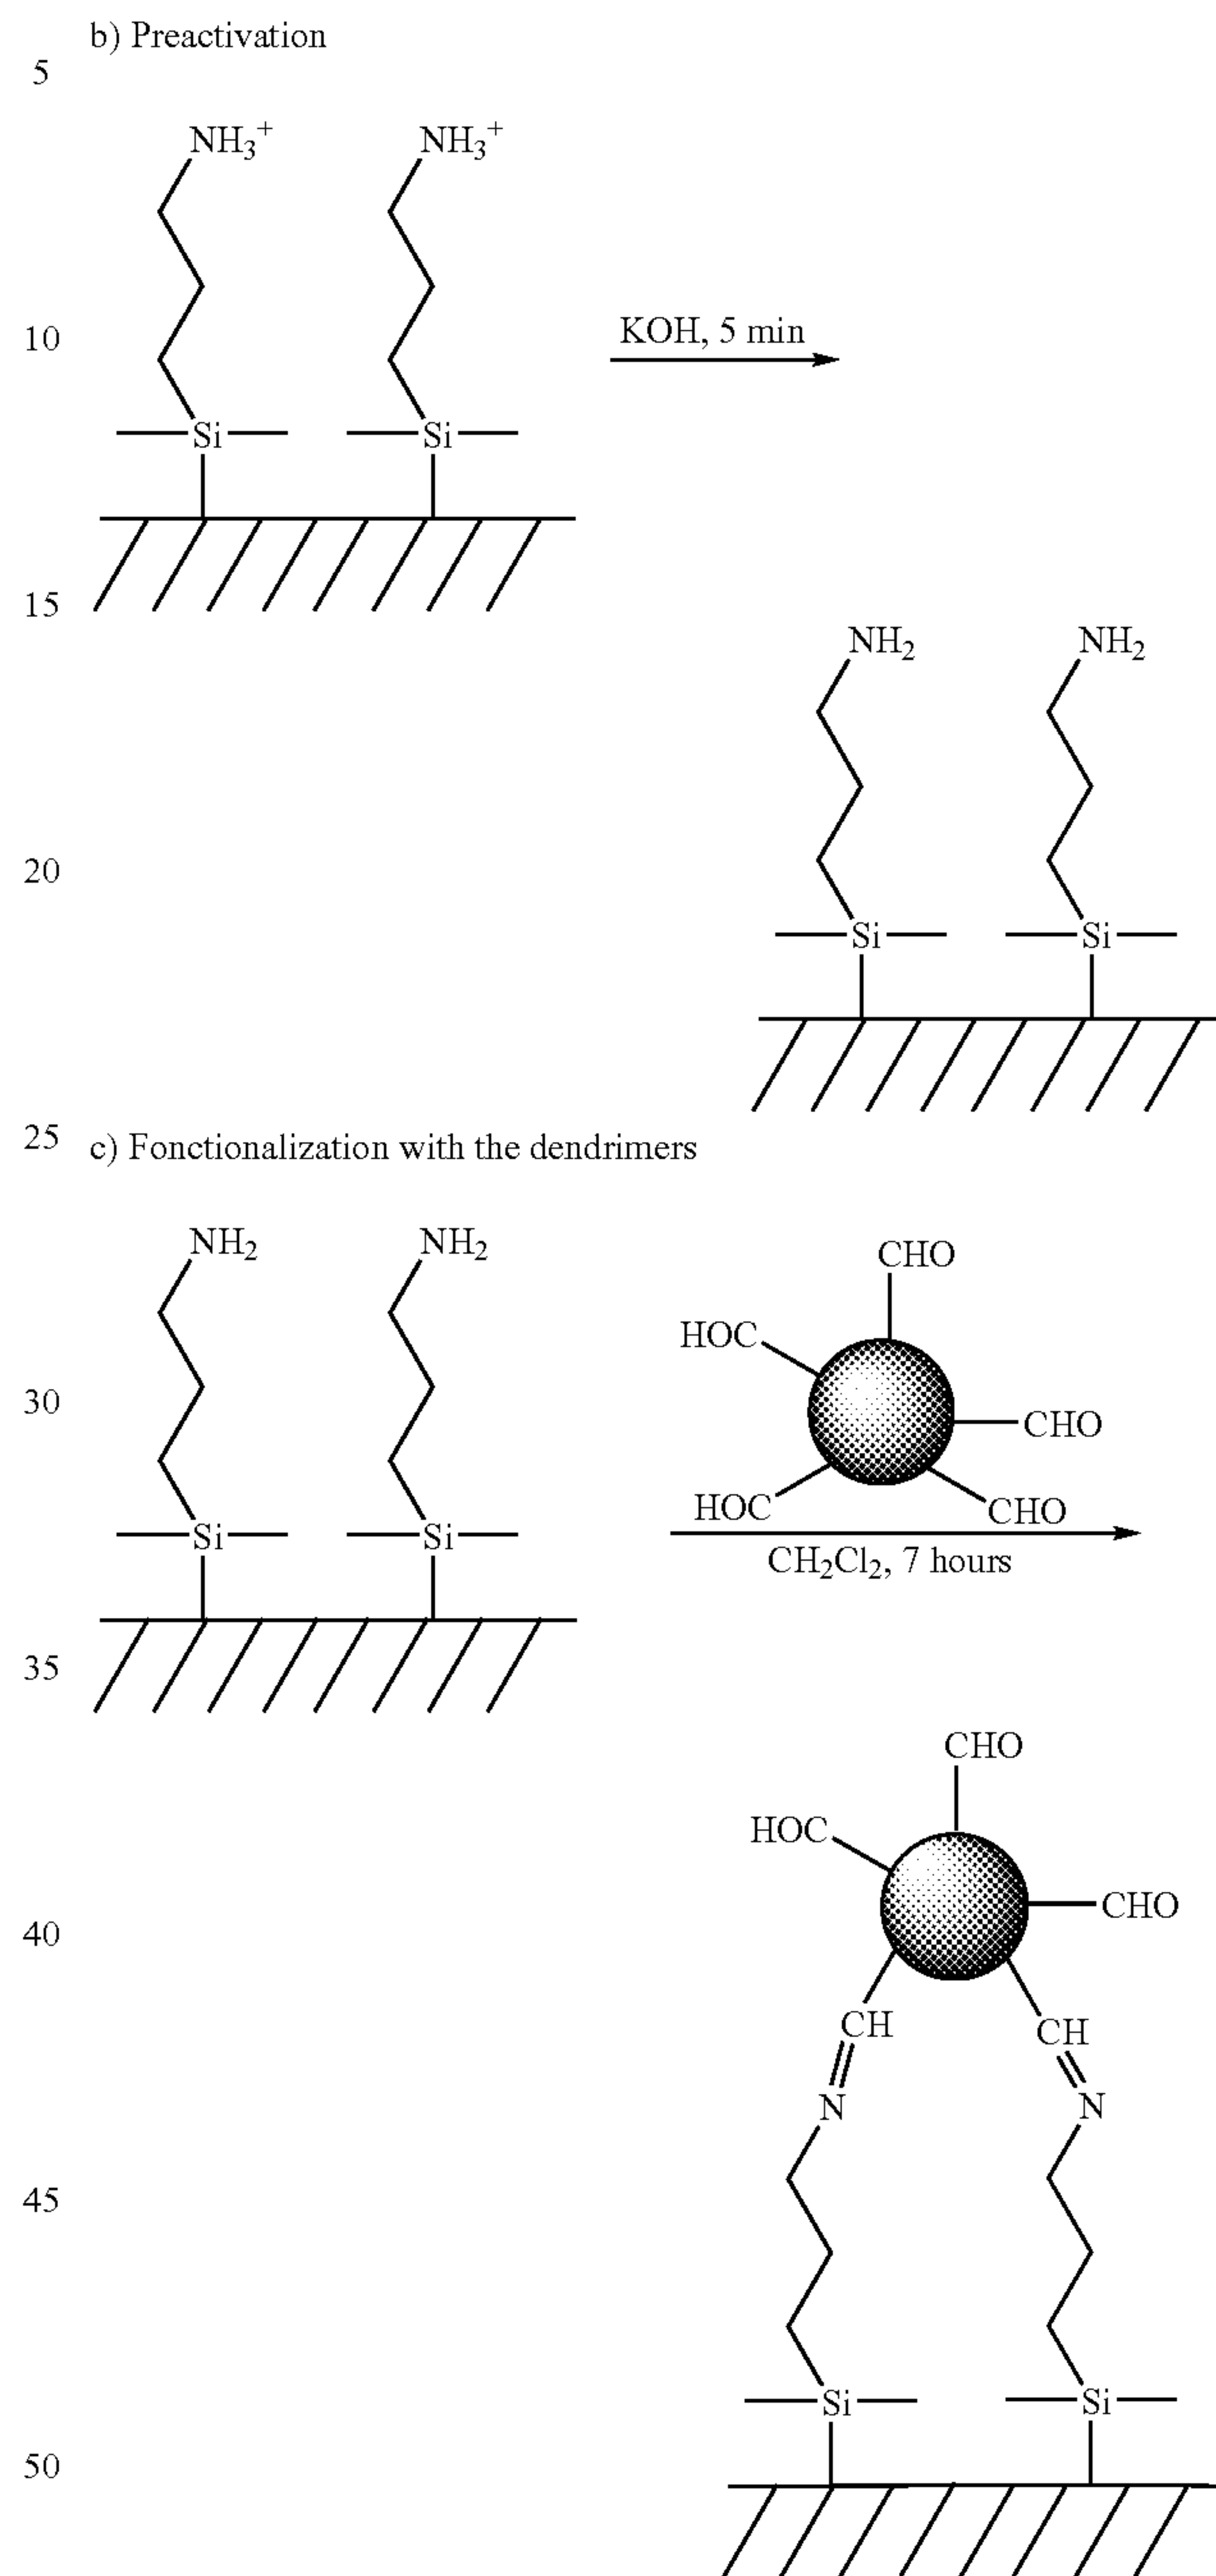 b) Preactivation
5
NH3+ NH3+
10
KOH, 5 min
Si Si
15
NH2 NH2
20
Si Si
25
c) Fonctionalization with the dendrimers
NH2 NH2
CHO
HOC
30
CHO
HOC CHO
Si Si
CH2Cl2, 7 hours
35
CHO
HOC
CHO
40
CH CH
N N
45
Si Si
50